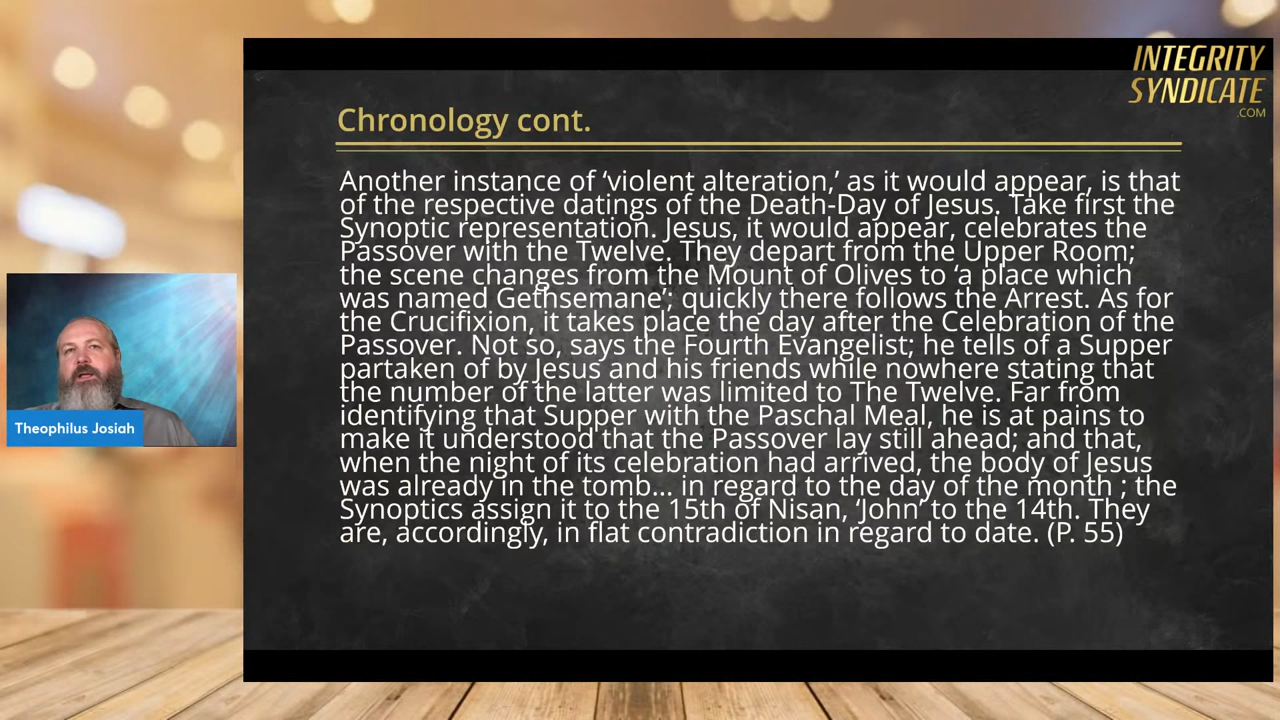 INTEGRITY
SYNDICATE
.COM
Chronology cont.
Another instance of ‘violent alteration,’ as it would appear, is that
of the respective datings of the Death-Day of Jesus. Take first the
Synoptic representation. Jesus, it would appear, celebrates the
Passover with the Twelve. They depart from the Upper Room;
the scene changes from the Mount of Olives to ‘a place which
was named Gethsemane’; quickly there follows the Arrest. As for
the Crucifixion, it takes place the day after the Celebration of the
Passover. Not so, says the Fourth Evangelist; he tells of a Supper
partaken of by Jesus and his friends while nowhere stating that
the number of the latter was limited to The Twelve. Far from
identifying that Supper with the Paschal Meal, he is at pains to
make it understood that the Passover lay still ahead; and that,
when the night of its celebration had arrived, the body of Jesus
was already in the tomb... in regard to the day of the month ; the
Synoptics assign it to the 15th of Nisan, ‘John’ to the 14th. They
are, accordingly, in flat contradiction in regard to date. (P. 55)
Theophilus Josiah